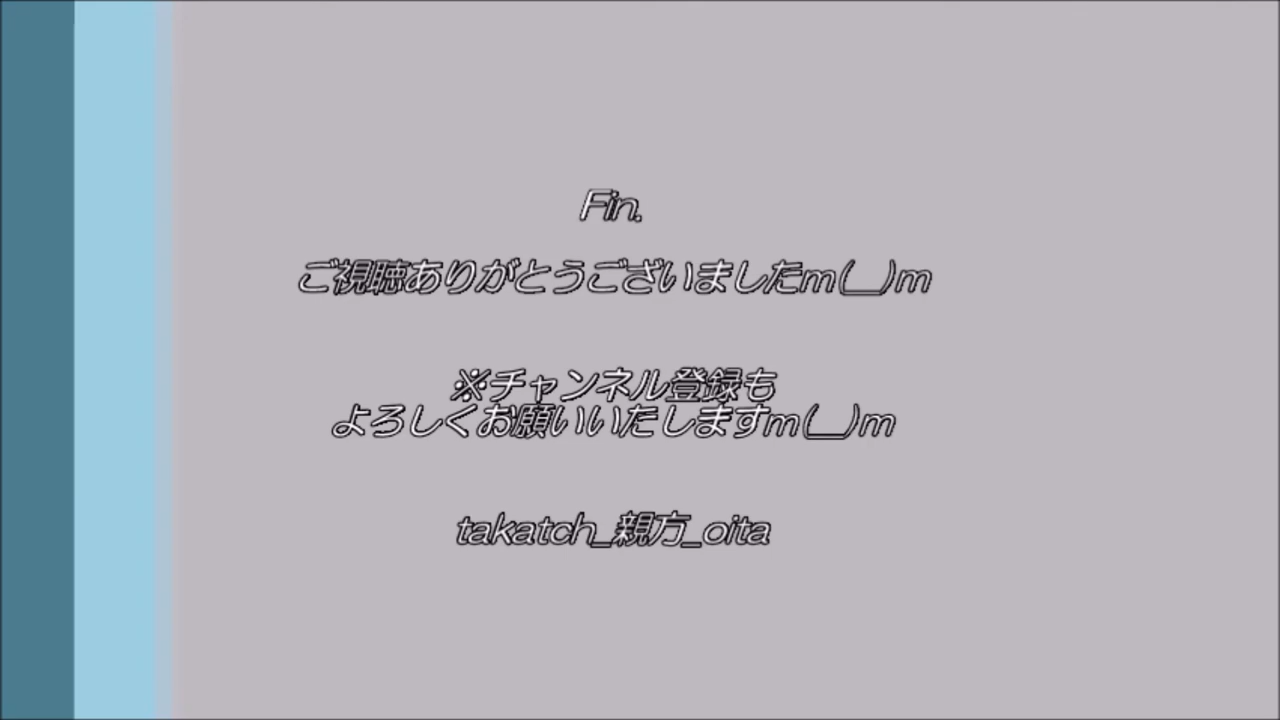 Fin.
ご視聴ありがとうございましたm(__)m
※チャンネル登録も
よろしくお願いいたしますm(__)m
takatch_親方_oita